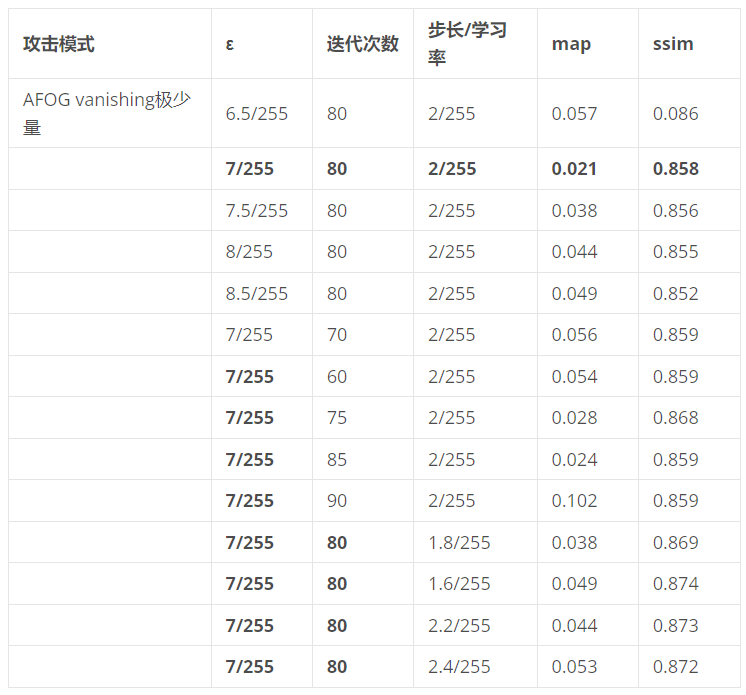 攻击模式 ε 迭代次数 步长/学习率 map ssim
AFOG vanishing极少量 6.5/255 80 2/255 0.057 0.086
7/255 80 2/255 0.021 0.858
7.5/255 80 2/255 0.038 0.856
8/255 80 2/255 0.044 0.855
8.5/255 80 2/255 0.049 0.852
7/255 70 2/255 0.056 0.859
7/255 60 2/255 0.054 0.859
7/255 75 2/255 0.028 0.868
7/255 85 2/255 0.024 0.859
7/255 90 2/255 0.102 0.859
7/255 80 1.8/255 0.038 0.869
7/255 80 1.6/255 0.049 0.874
7/255 80 2.2/255 0.044 0.873
7/255 80 2.4/255 0.053 0.872